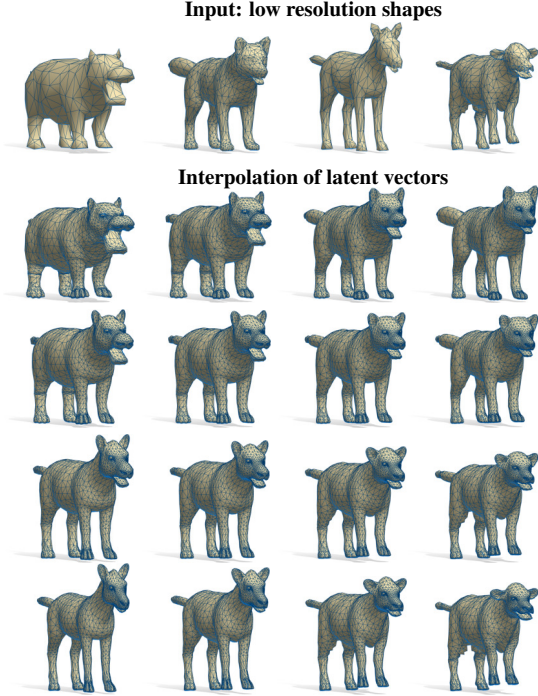 Input: low resolution shapes
Interpolation of latent vectors